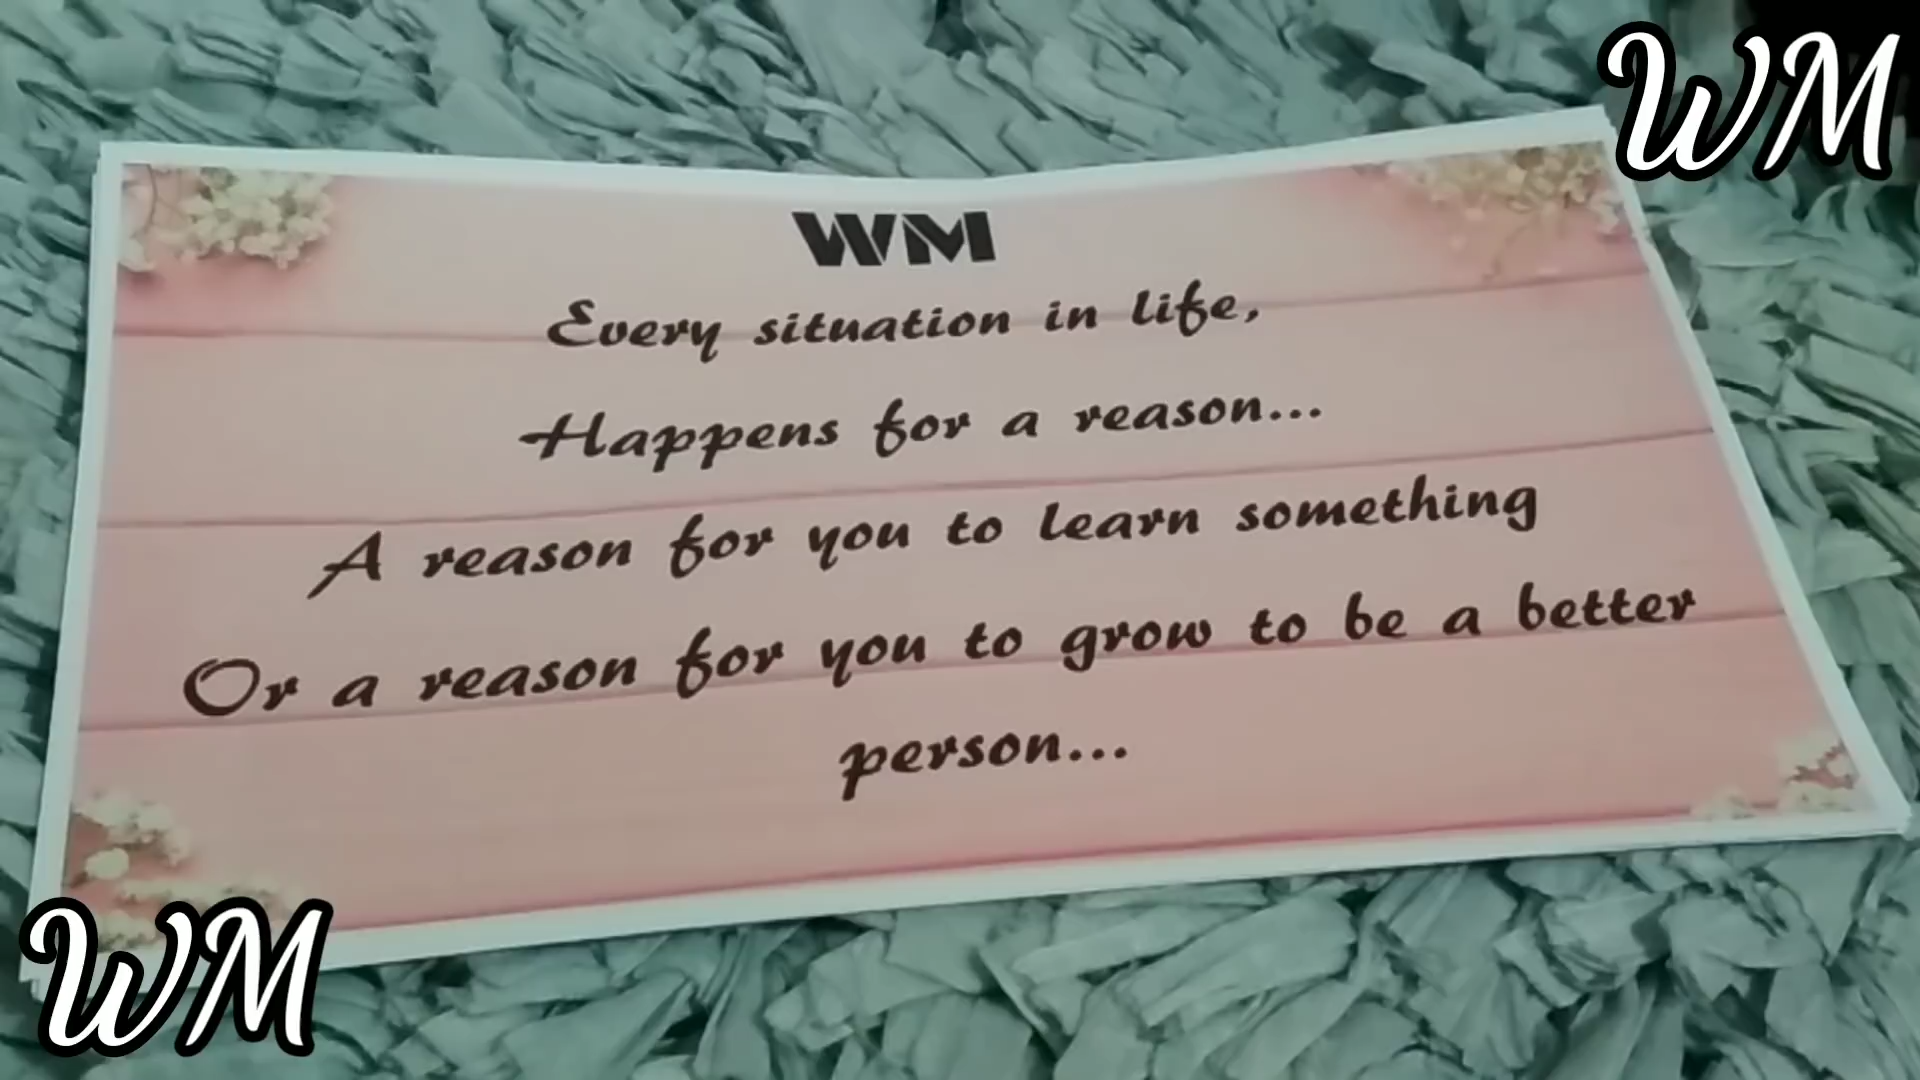 WM
WM
Every situation in life,
Happens for a reason...
A reason for you to learn something
Or a reason for you to grow to be a better
person...
WM